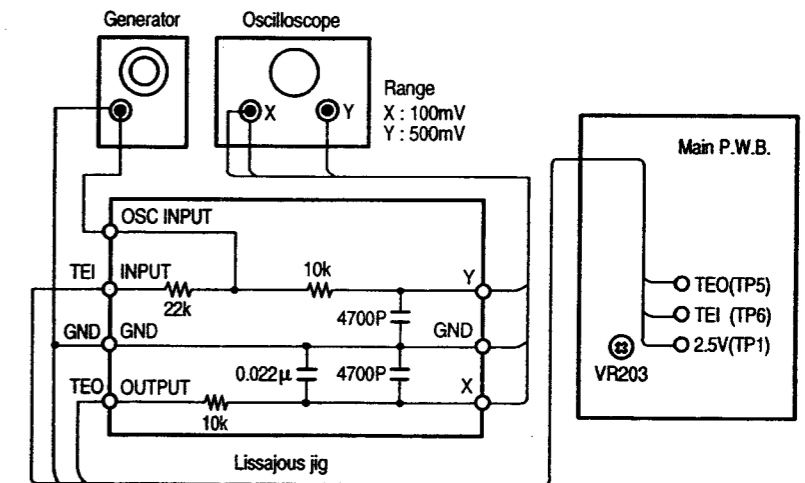 Generator
Oscilloscope
X
Y
Range
X : 100mV
Y : 500mV
Main P.W.B.
OSC INPUT
TEI
INPUT
22k
10k
Y
4700P
GND
GND
GND
0.022μ
4700P
TEO
OUTPUT
10k
X
Lissajous jig
TEO(TP5)
TEI (TP6)
2.5V(TP1)
VR203